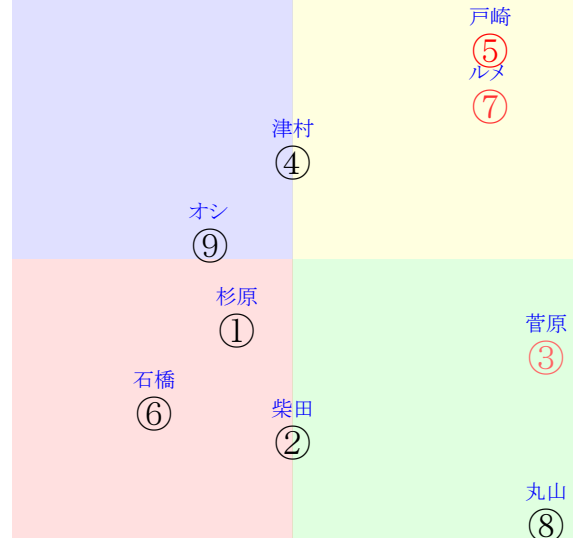 戸崎
⑤
ルメ
⑦
津村
④
オシ
⑨
杉原
①
菅原
③
石橋
⑥
柴田
②
丸山
⑧